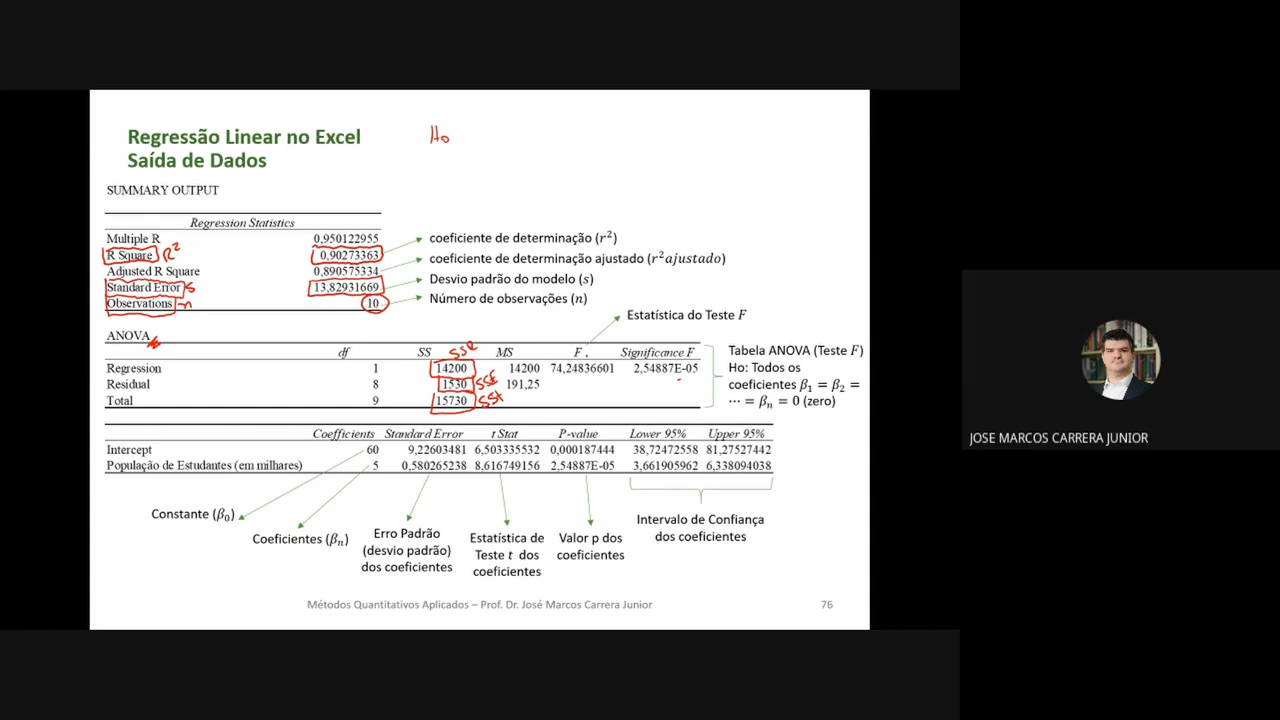 Regressão Linear no Excel
Saída de Dados
Ho
SUMMARY OUTPUT
Regression Statistics
Multiple R 0,950122955
R Square R² 0,90273363
Adjusted R Square 0,890575334
Standard Error s 13,82931669
Observations n 10
coeficiente de determinação (r²)
coeficiente de determinação ajustado (r²ajustado)
Desvio padrão do modelo (s)
Número de observações (n)
Estatística do Teste F
ANOVA
SSR
df SS MS F Significance F
Regression 1 14200 14200 74,24836601 2,54887E-05
Residual 8 1530 SSE 191,25
Total 9 15730 SSt
Tabela ANOVA (Teste F)
Ho: Todos os
coeficientes β₁ = β₂ =
⋯ = βₙ = 0 (zero)
Coefficients Standard Error t Stat P-value Lower 95% Upper 95%
Intercept 60 9,22603481 6,503335532 0,000187444 38,72472558 81,27527442
População de Estudantes (em milhares) 5 0,580265238 8,616749156 2,54887E-05 3,661905962 6,338094038
Constante (β₀)
Coeficientes (βₙ)
Erro Padrão
(desvio padrão)
dos coeficientes
Estatística de
Teste t dos
coeficientes
Valor p dos
coeficientes
Intervalo de Confiança
dos coeficientes
Métodos Quantitativos Aplicados – Prof. Dr. José Marcos Carrera Junior
76
JOSE MARCOS CARRERA JUNIOR